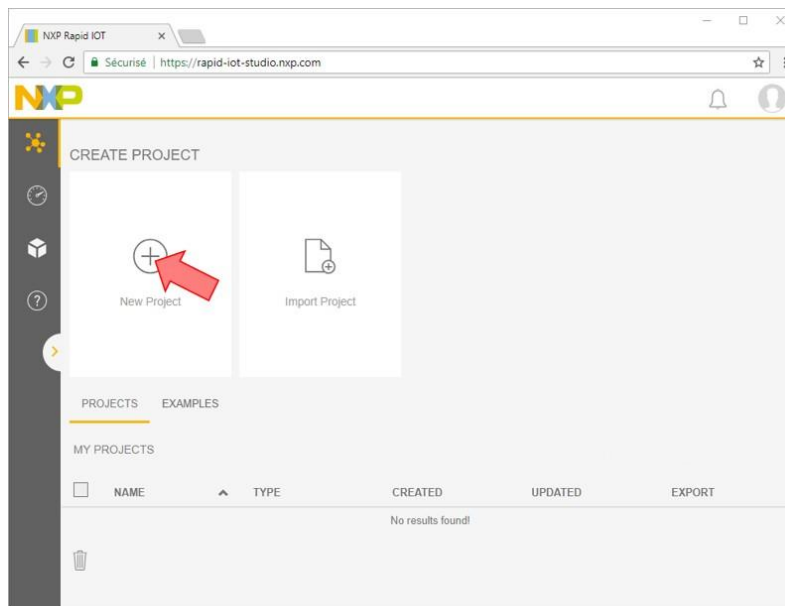 NXP Rapid IOT
Sécurisé | https://rapid-iot-studio.nxp.com
NXP
CREATE PROJECT
New Project
Import Project
PROJECTS EXAMPLES
MY PROJECTS
NAME TYPE CREATED UPDATED EXPORT
No results found!